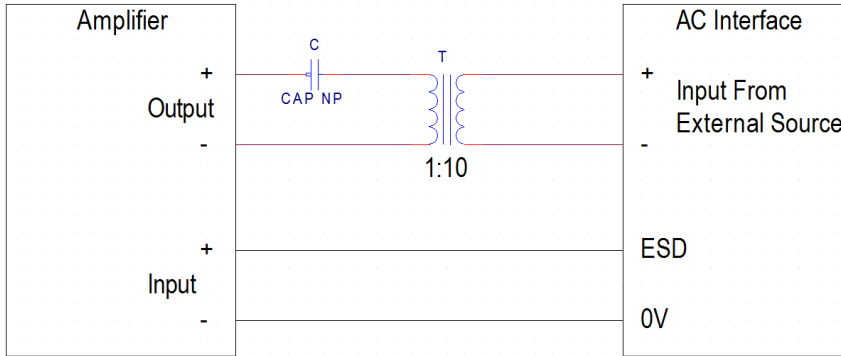 Amplifier
AC Interface
C
T
+
+
CAP NP
Output
Input From
External Source
-
-
1:10
+
ESD
Input
-
0V